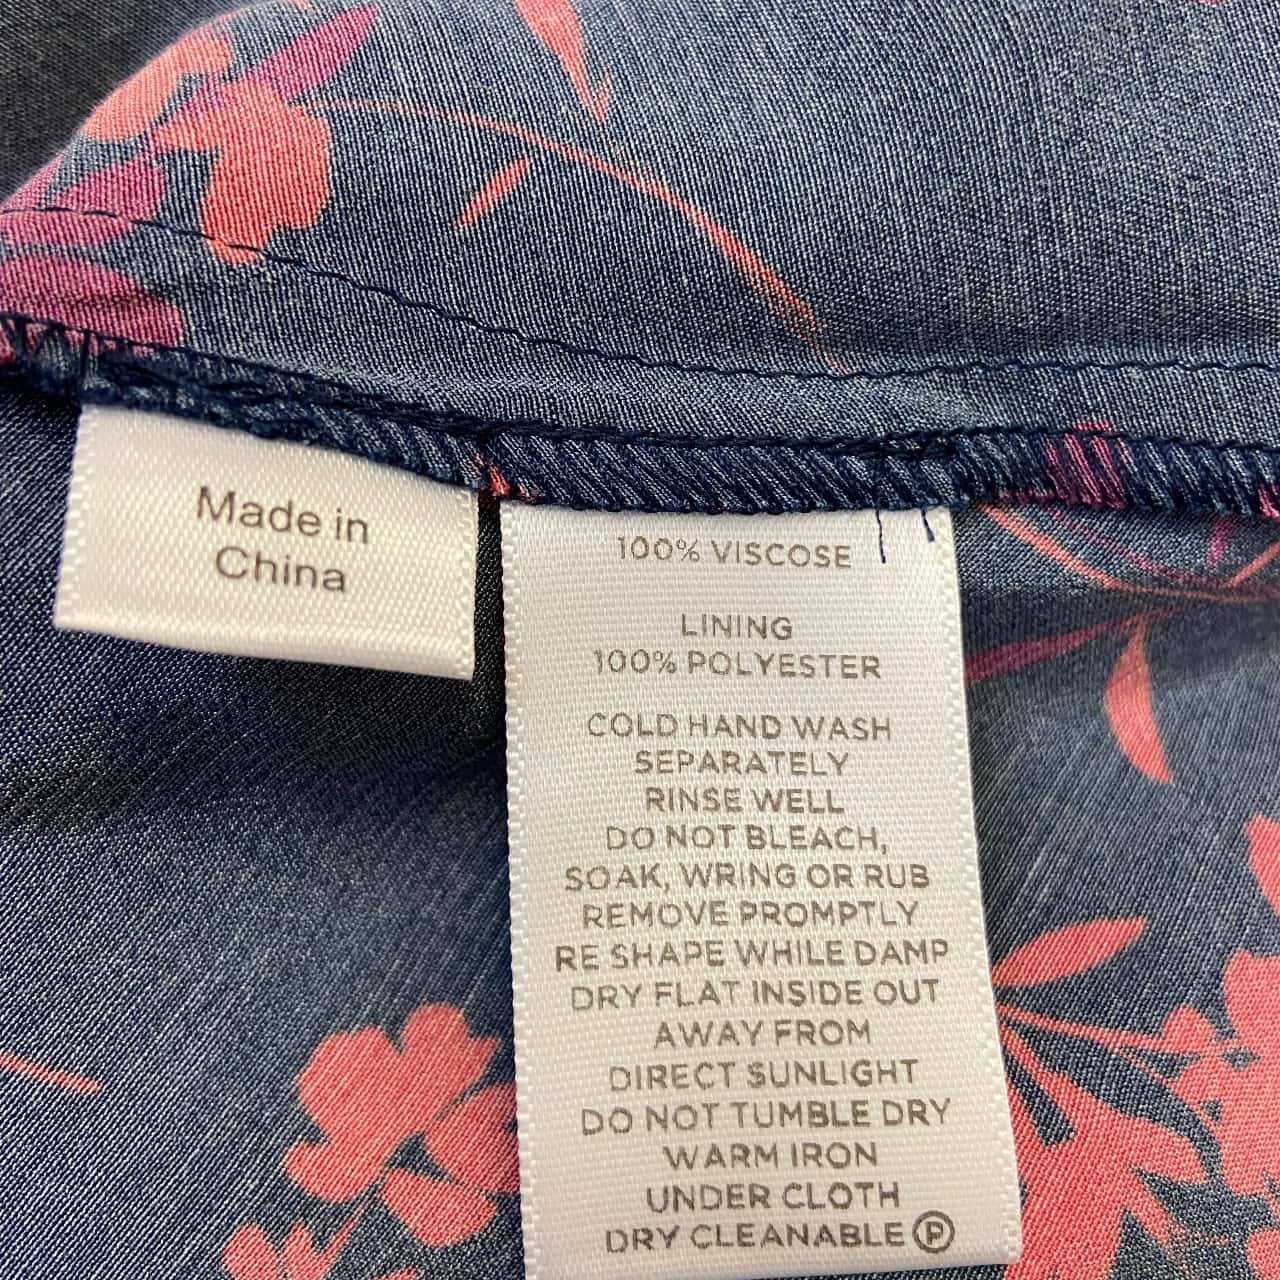 Made in
China
100% VISCOSE
LINING
100% POLYESTER
COLD HAND WASH
SEPARATELY
RINSE WELL
DO NOT BLEACH,
SOAK, WRING OR RUB
REMOVE PROMPTLY
RE SHAPE WHILE DAMP
DRY FLAT INSIDE OUT
AWAY FROM
DIRECT SUNLIGHT
DO NOT TUMBLE DRY
WARM IRON
UNDER CLOTH
DRY CLEANABLE Ⓟ